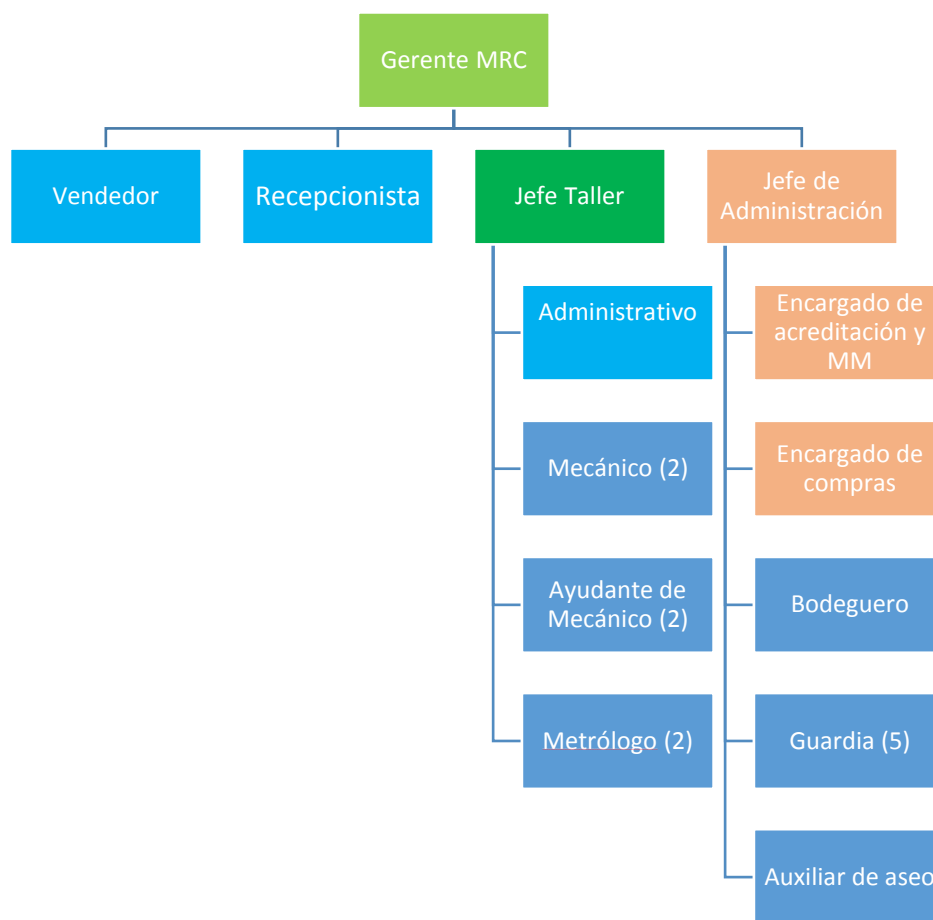 Gerente MRC
Vendedor
Recepcionista
Jefe Taller
Jefe de
Administración
Administrativo
Mecánico (2)
Ayudante de
Mecánico (2)
Metrólogo (2)
Encargado de
acreditación y
MM
Encargado de
compras
Bodeguero
Guardia (5)
Auxiliar de aseo